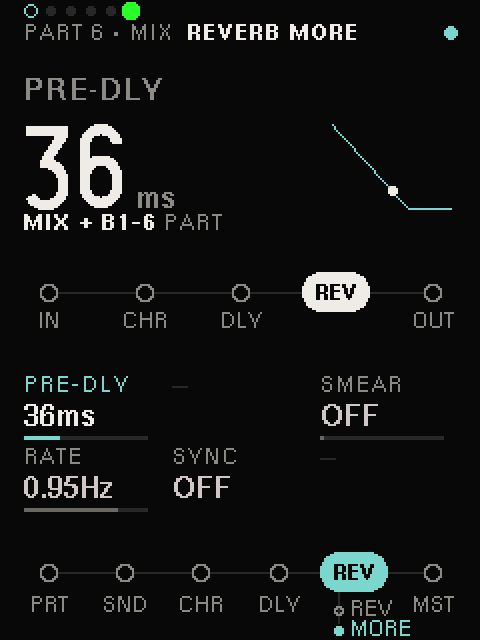 PART 6 · MIX REVERB MORE
PRE-DLY
36 ms
MIX + B1-6 PART
REV
IN CHR DLY OUT
PRE-DLY — SMEAR
36ms OFF
RATE SYNC —
0.95Hz OFF
REV
PRT SND CHR DLY REV MST
MORE